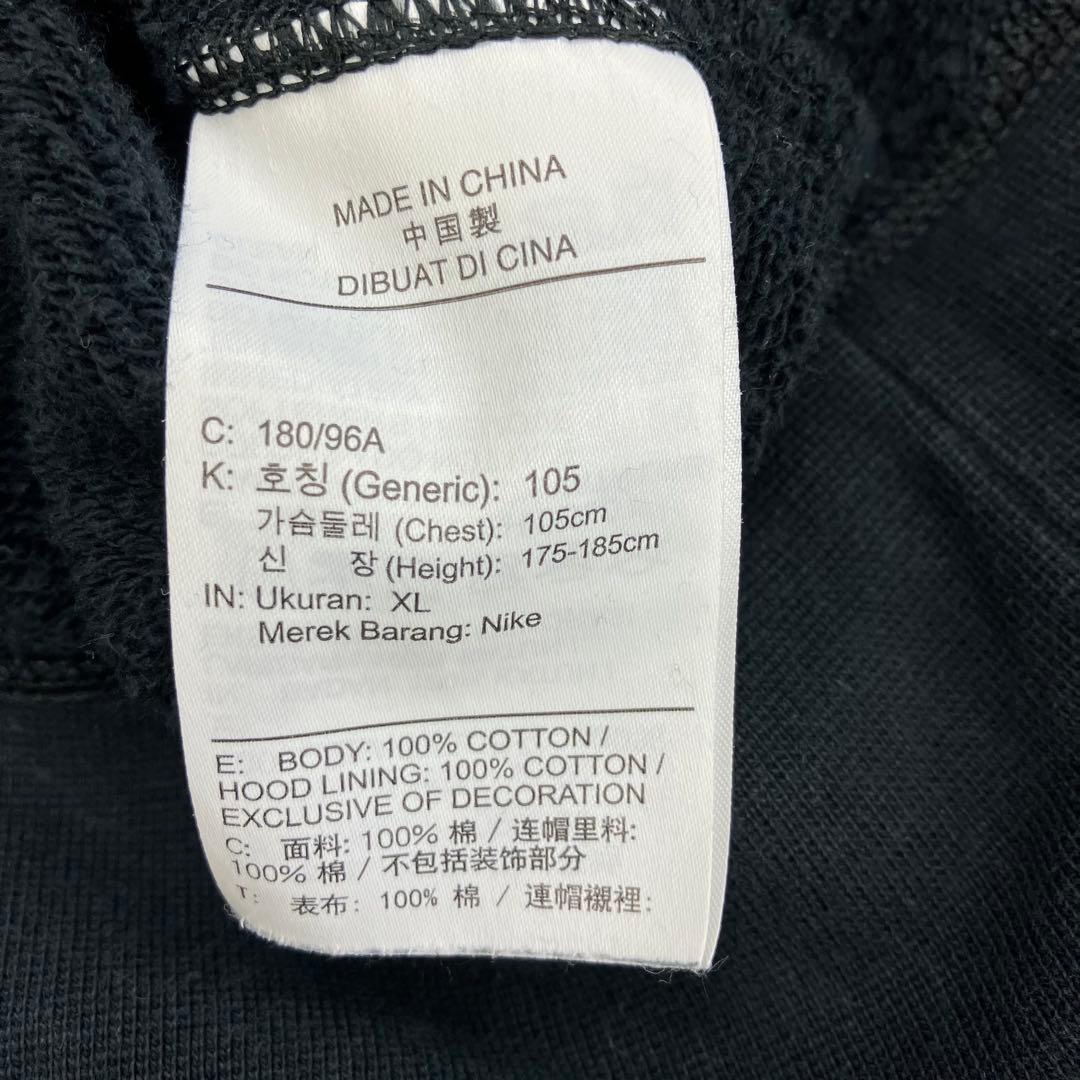 MADE IN CHINA
中国製
DIBUAT DI CINA
C: 180/96A
K: 호칭 (Generic): 105
가슴둘레 (Chest): 105cm
신 장 (Height): 175-185cm
IN: Ukuran: XL
Merek Barang: Nike
E: BODY: 100% COTTON /
HOOD LINING: 100% COTTON /
EXCLUSIVE OF DECORATION
C: 面料: 100% 棉 / 连帽里料:
100% 棉 / 不包括装饰部分
T: 表布: 100% 棉 / 連帽襯裡: